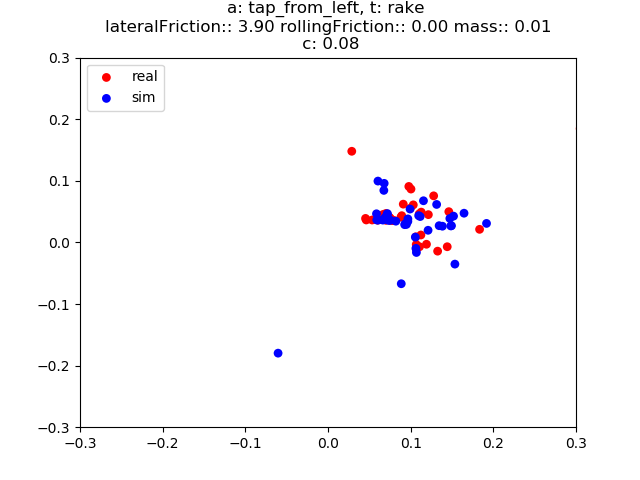 a: tap_from_left, t: rake
lateralFriction:: 3.90 rollingFriction:: 0.00 mass:: 0.01
c: 0.08
real
sim
0.3
0.2
0.1
0.0
−0.1
−0.2
−0.3
−0.3
−0.2
−0.1
0.0
0.1
0.2
0.3